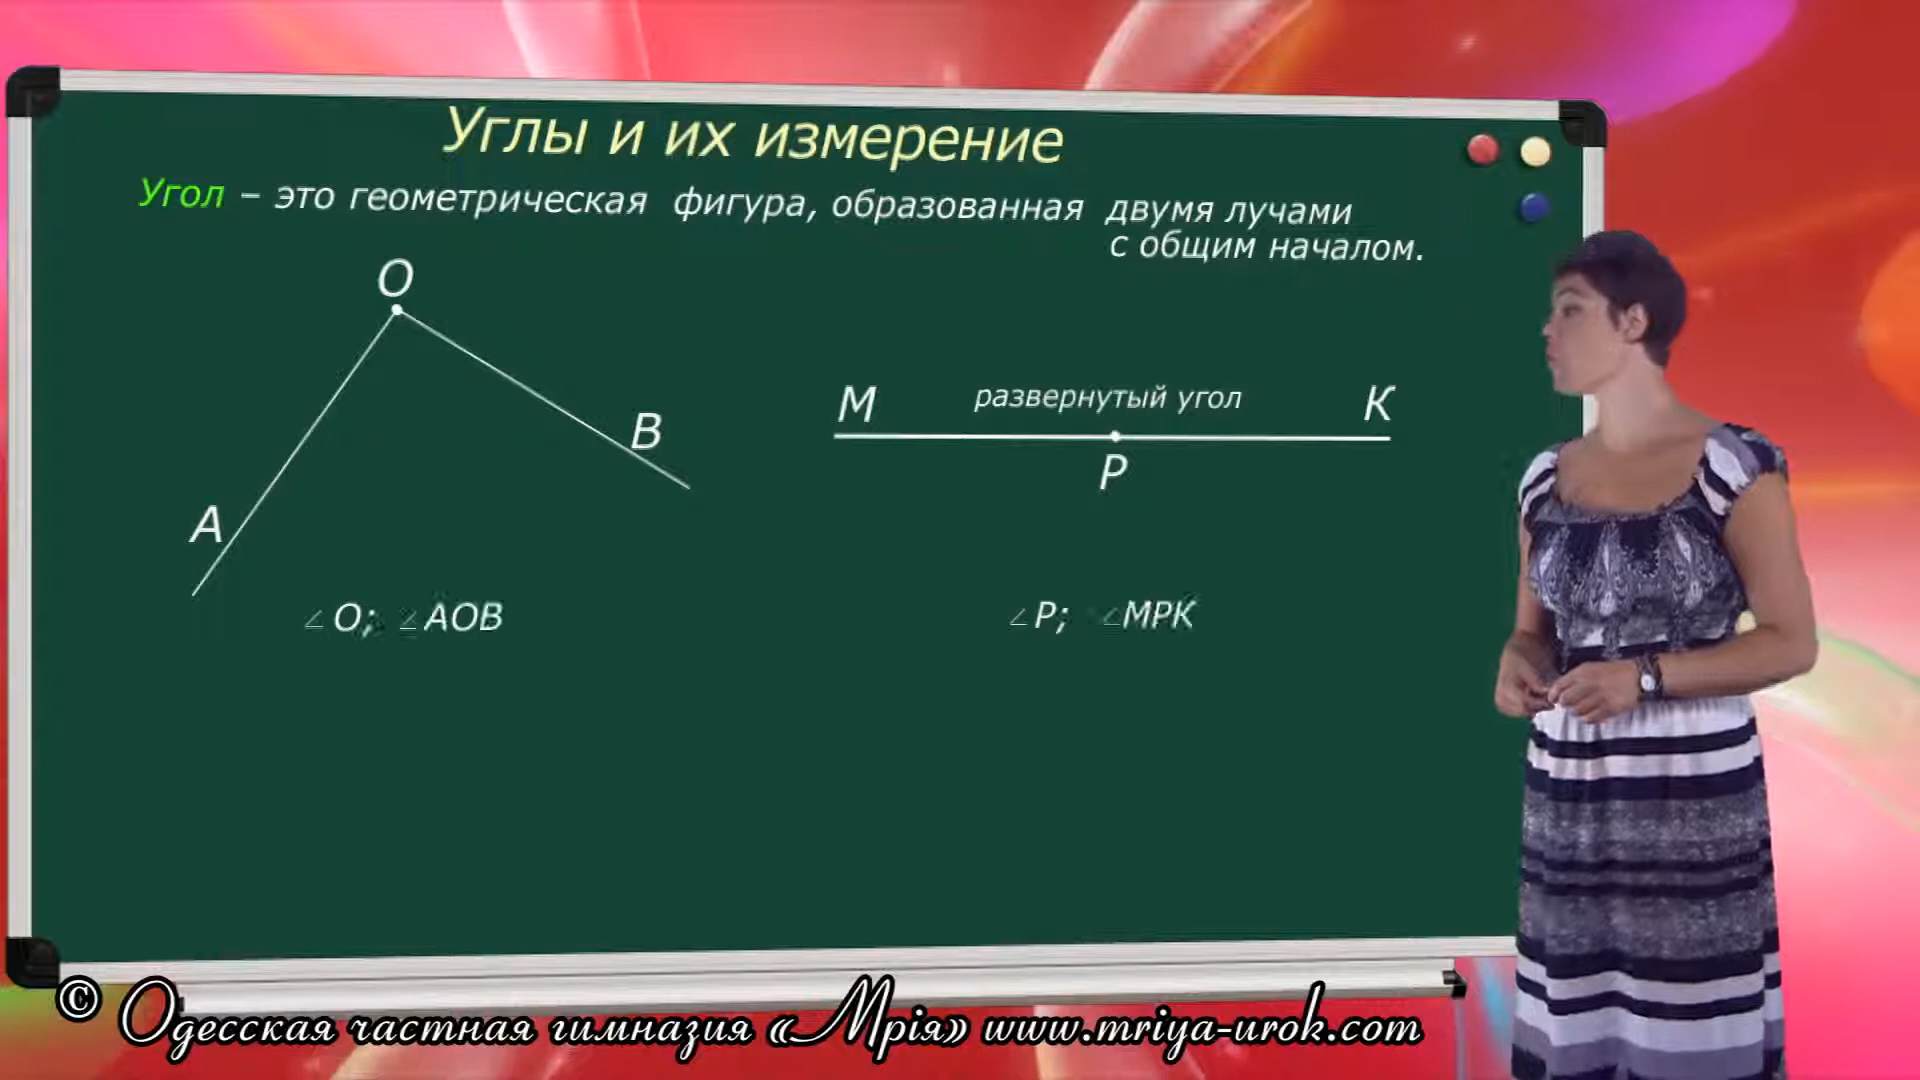 Углы и их измерение
Угол – это геометрическая фигура, образованная двумя лучами
с общим началом.
O
M развернутый угол К
B
P
A
∠O; ∠AOB
∠P; ∠МРК
© Одесская частная гимназия «Мрія» www.mriya-urok.com